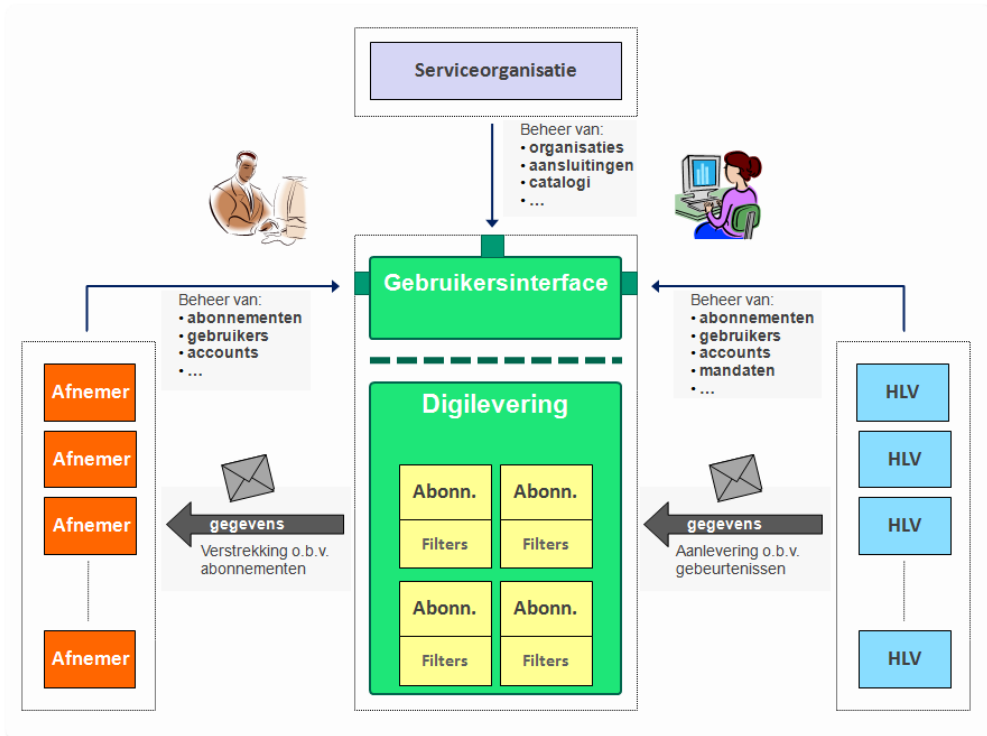 Serviceorganisatie
Beheer van:
• organisaties
• aansluitingen
• catalogi
• ...
Gebruikersinterface
Beheer van:
• abonnementen
• gebruikers
• accounts
• ...
Beheer van:
• abonnementen
• gebruikers
• accounts
• mandaten
• ...
Afnemer
Afnemer
Afnemer
Afnemer
gegevens
Verstrekking o.b.v.
abonnementen
Digilevering
Abonn.
Filters
Abonn.
Filters
Abonn.
Filters
Abonn.
Filters
gegevens
Aanlevering o.b.v.
gebeurtenissen
HLV
HLV
HLV
HLV